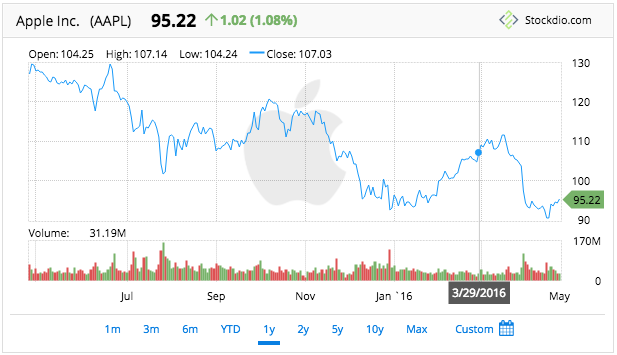 Apple Inc. (AAPL) 95.22 1.02 (1.08%) Stockdio.com
Open: 104.25 High: 107.14 Low: 104.24 Close: 107.03
130
120
110
100
95.22
90
Volume: 31.19M
170M
0
Jul Sep Nov Jan `16 3/29/2016 May
1m 3m 6m YTD 1y 2y 5y 10y Max Custom